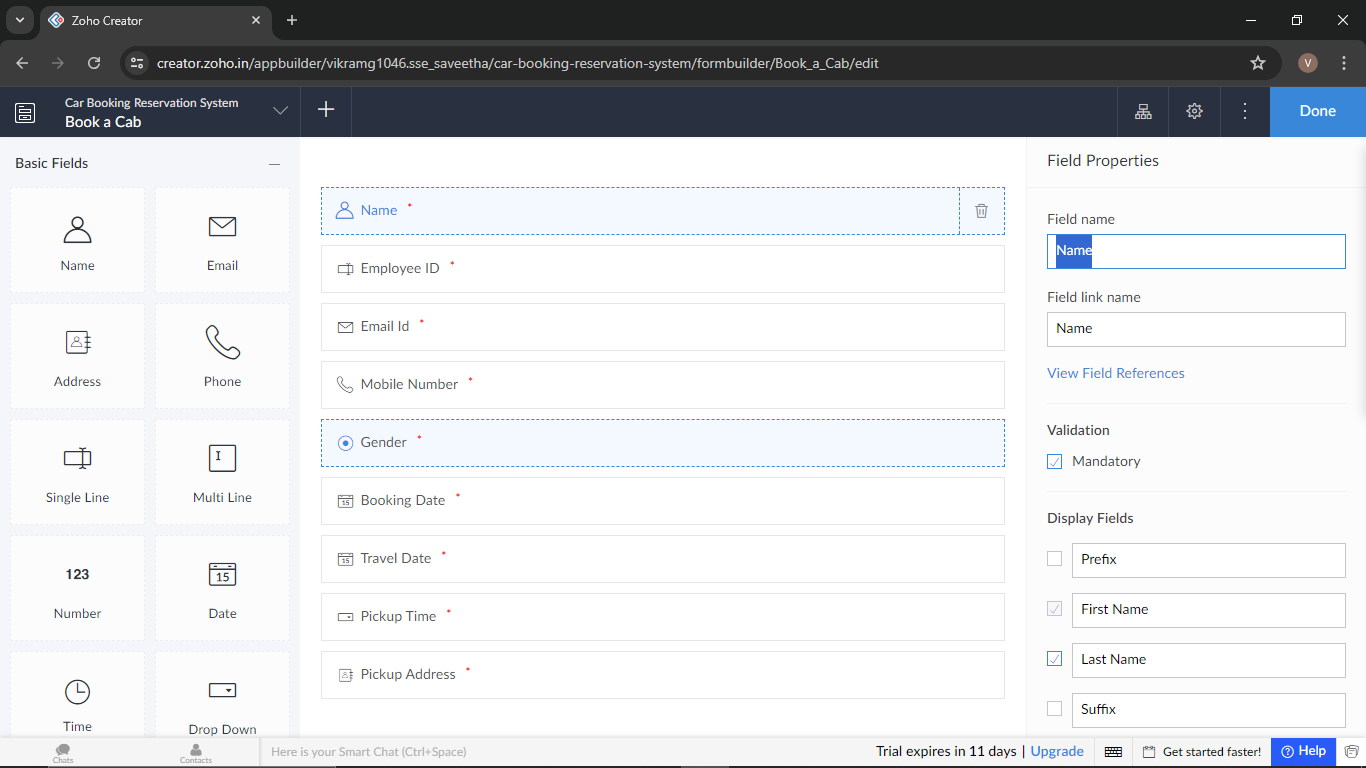 Zoho Creator
creator.zoho.in/appbuilder/vikramg1046.sse_saveetha/car-booking-reservation-system/formbuilder/Book_a_Cab/edit
V
Car Booking Reservation System
Book a Cab
Done
Basic Fields
Name
Email
Address
Phone
Single Line
Multi Line
123
15
Number
Date
Time
Drop Down
Name *
Employee ID *
Email Id *
Mobile Number *
Gender *
15 Booking Date *
15 Travel Date *
Pickup Time *
Pickup Address *
Field Properties
Field name
Name
Field link name
Name
View Field References
Validation
Mandatory
Display Fields
Prefix
First Name
Last Name
Suffix
Chats
Contacts
Here is your Smart Chat (Ctrl+Space)
Trial expires in 11 days | Upgrade
Get started faster!
Help